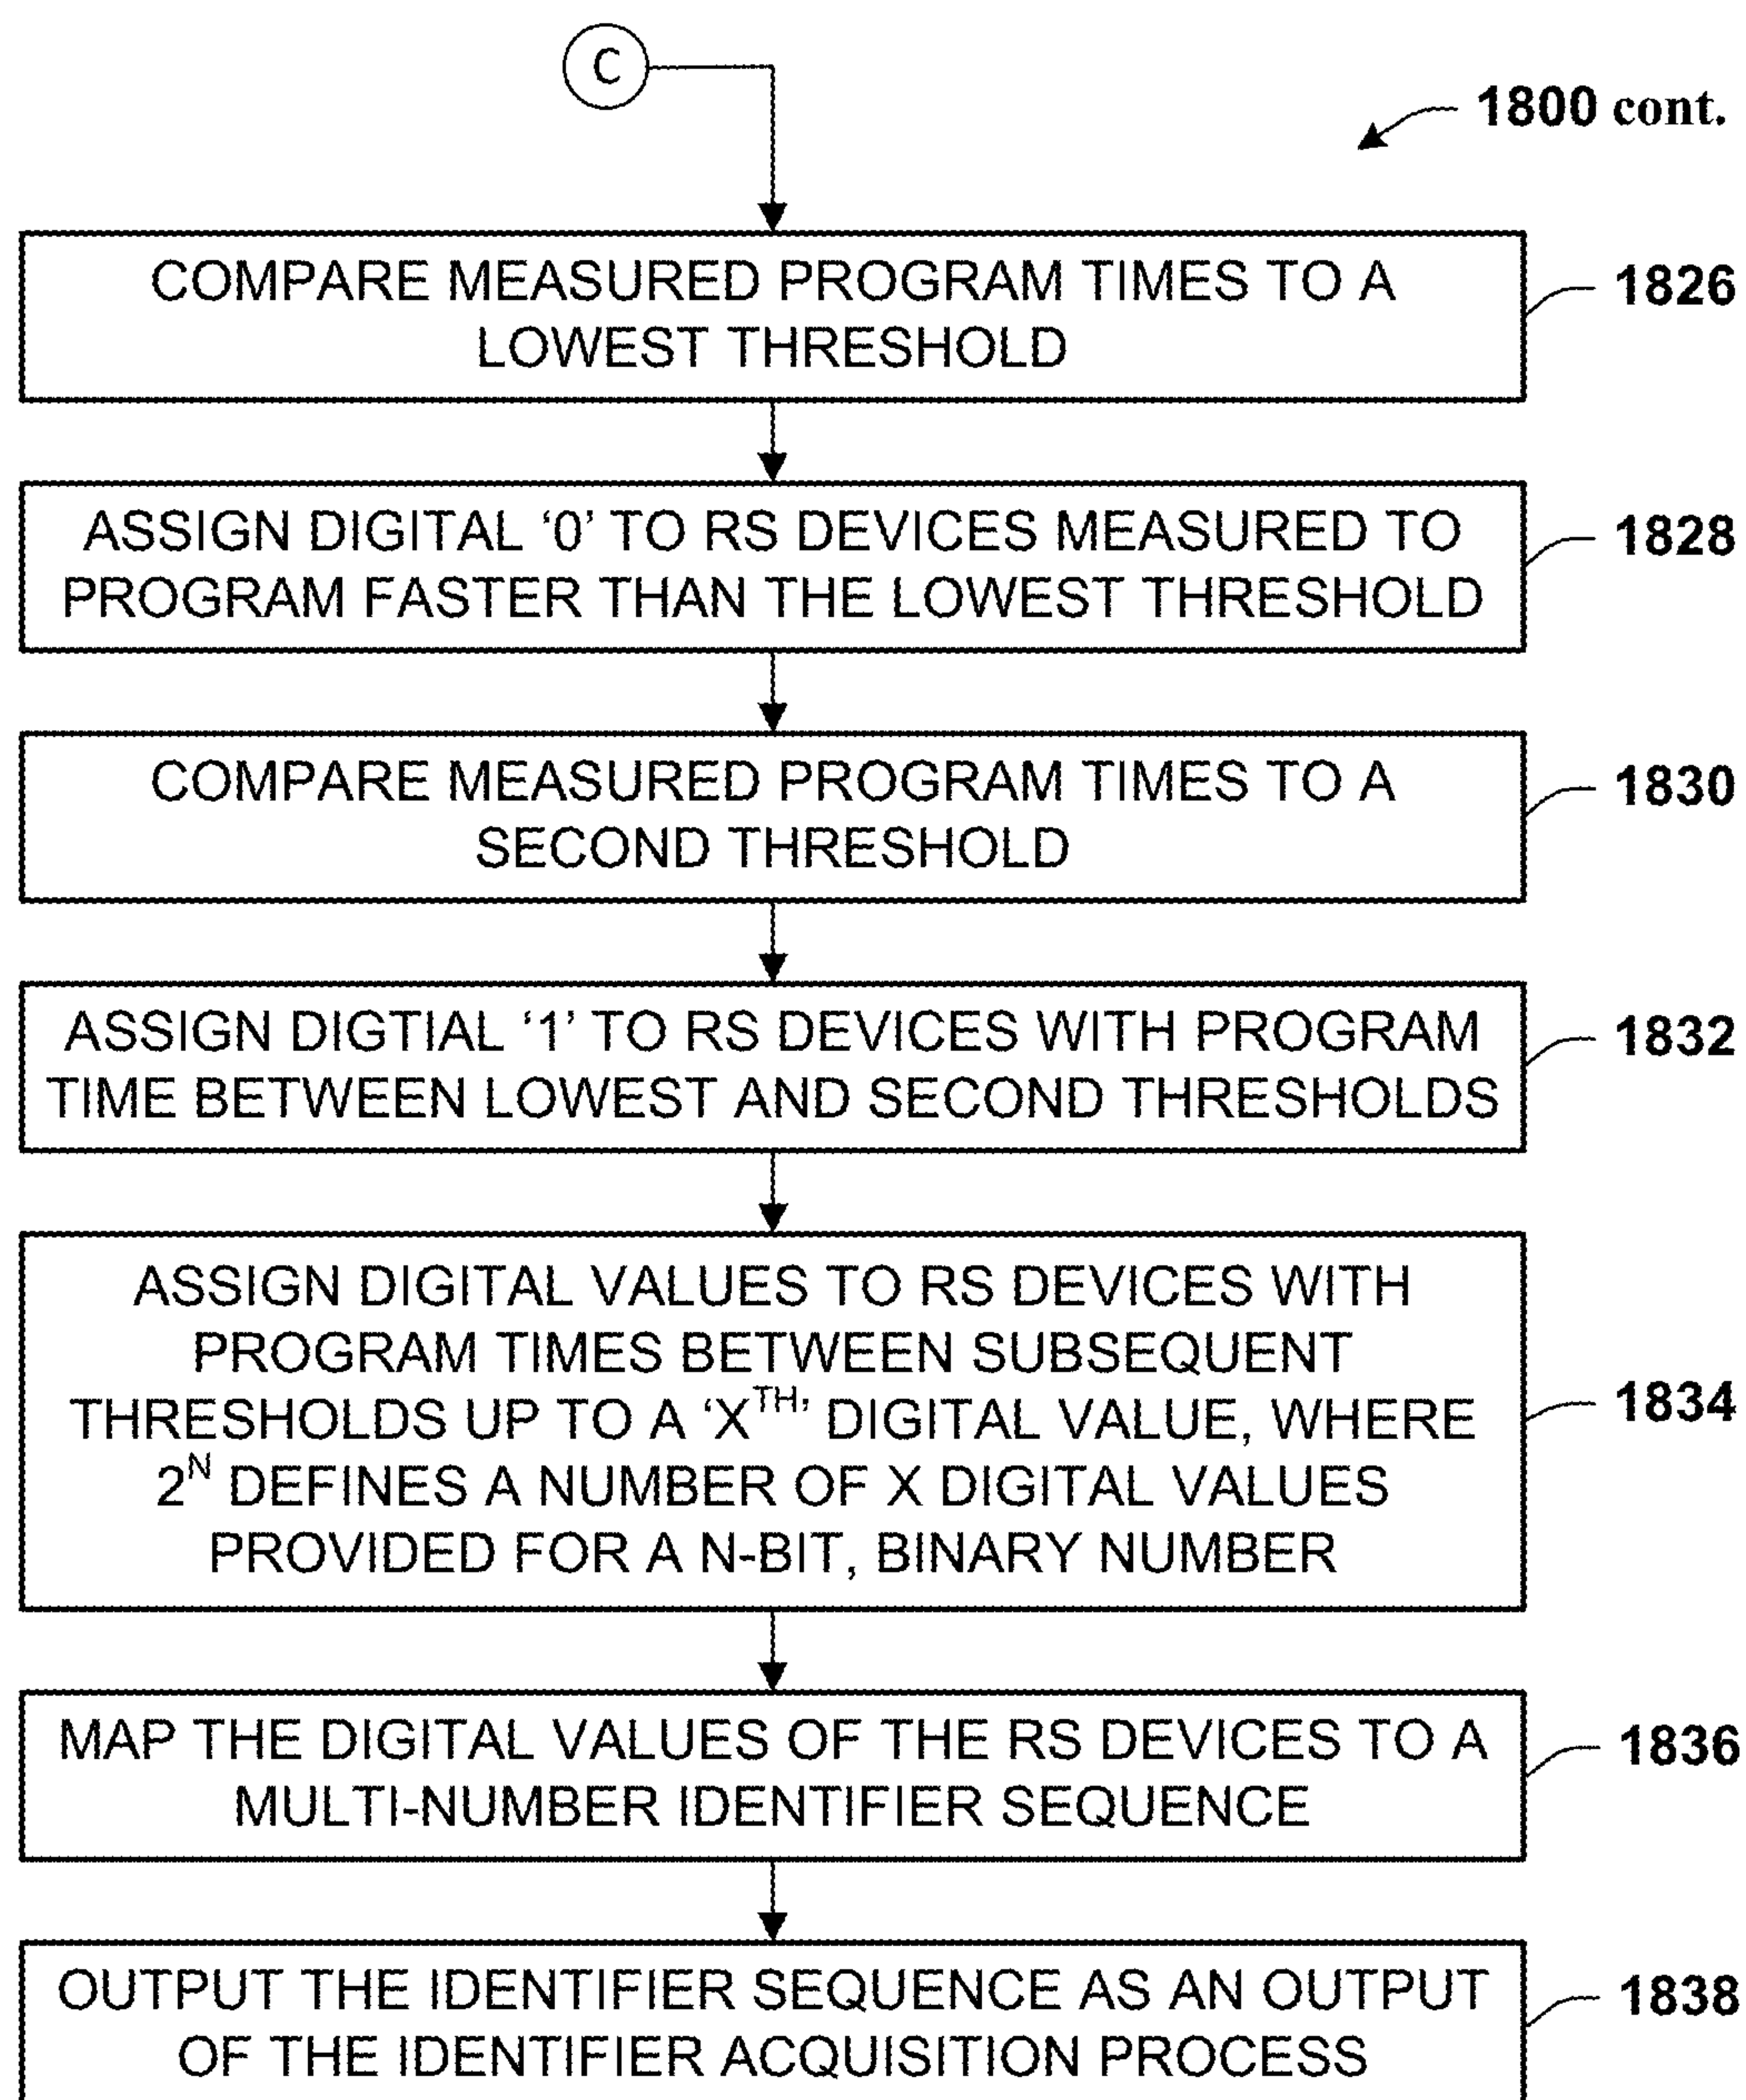 C
1800 cont.
COMPARE MEASURED PROGRAM TIMES TO A
LOWEST THRESHOLD
1826
ASSIGN DIGITAL ‘0’ TO RS DEVICES MEASURED TO
PROGRAM FASTER THAN THE LOWEST THRESHOLD
1828
COMPARE MEASURED PROGRAM TIMES TO A
SECOND THRESHOLD
1830
ASSIGN DIGTIAL ‘1’ TO RS DEVICES WITH PROGRAM
TIME BETWEEN LOWEST AND SECOND THRESHOLDS
1832
ASSIGN DIGITAL VALUES TO RS DEVICES WITH
PROGRAM TIMES BETWEEN SUBSEQUENT
THRESHOLDS UP TO A ‘X^TH’ DIGITAL VALUE, WHERE
2^N DEFINES A NUMBER OF X DIGITAL VALUES
PROVIDED FOR A N-BIT, BINARY NUMBER
1834
MAP THE DIGITAL VALUES OF THE RS DEVICES TO A
MULTI-NUMBER IDENTIFIER SEQUENCE
1836
OUTPUT THE IDENTIFIER SEQUENCE AS AN OUTPUT
OF THE IDENTIFIER ACQUISITION PROCESS
1838